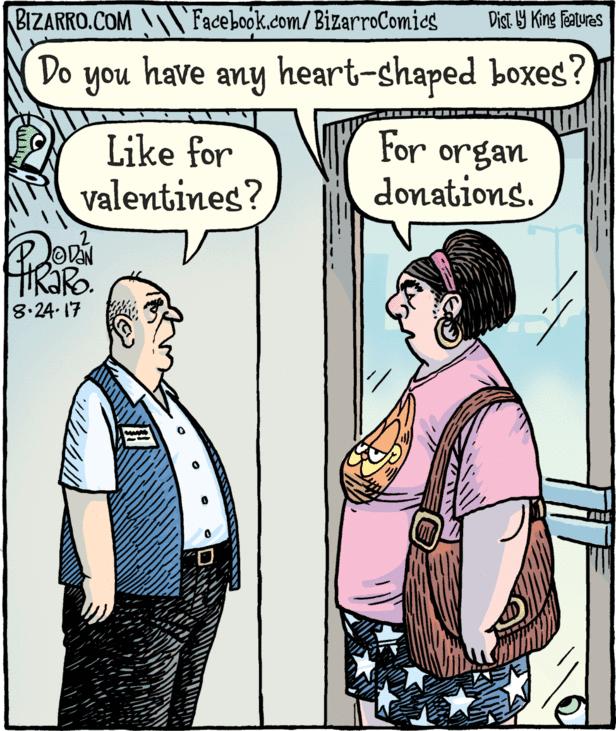 BIZARRO.COM Facebook.com/BizarroComics Dist. by King Features
Do you have any heart-shaped boxes?
Like for
valentines?
For organ
donations.
©DAN
2
PIRARO.
8·24·17